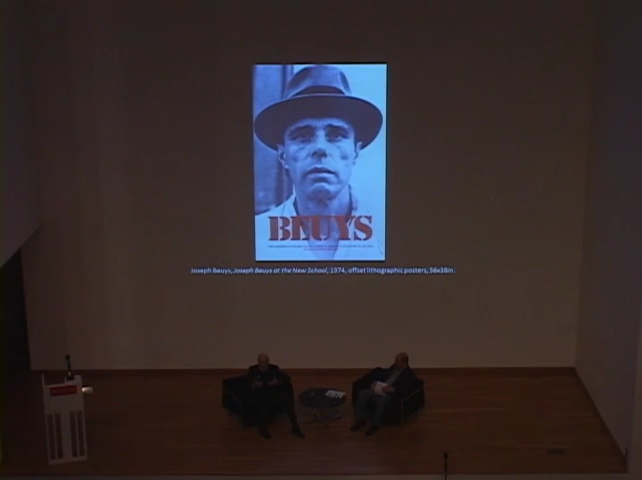 BEUYS
Joseph Beuys, Joseph Beuys at the New School, 1974, offset lithographic posters, 56x38in.